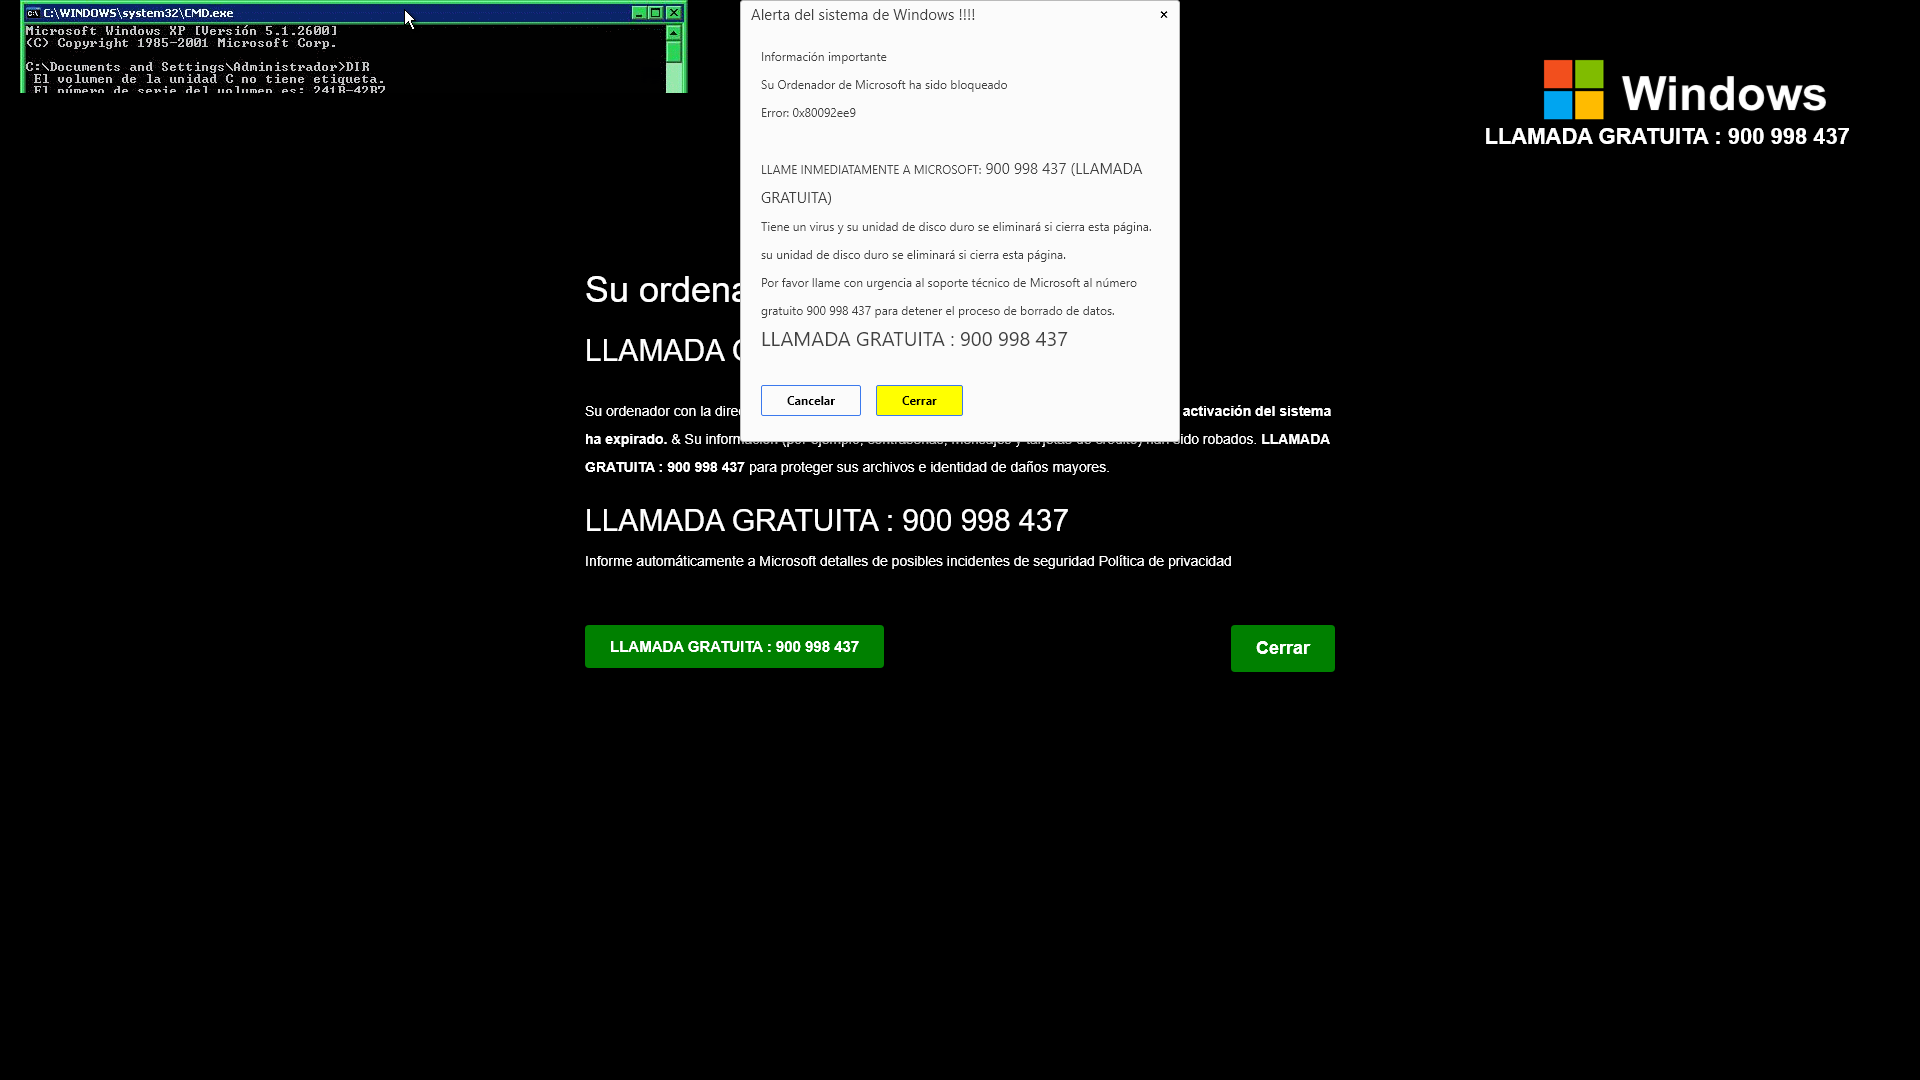 C:\WINDOWS\system32\CMD.exe
Microsoft Windows XP [Versión 5.1.2600]
(C) Copyright 1985-2001 Microsoft Corp.
C:\Documents and Settings\Administrador>DIR
El volumen de la unidad C no tiene etiqueta.
El número de serie del volumen es: 241B-42B7
Alerta del sistema de Windows !!!!
×
Información importante
Su Ordenador de Microsoft ha sido bloqueado
Error: 0x80092ee9
LLAME INMEDIATAMENTE A MICROSOFT: 900 998 437 (LLAMADA
GRATUITA)
Tiene un virus y su unidad de disco duro se eliminará si cierra esta página.
su unidad de disco duro se eliminará si cierra esta página.
Por favor llame con urgencia al soporte técnico de Microsoft al número
gratuito 900 998 437 para detener el proceso de borrado de datos.
LLAMADA GRATUITA : 900 998 437
Cancelar
Cerrar
Windows
LLAMADA GRATUITA : 900 998 437
Su
LLAMADA
Su ordenador con la activación del sistema
ha expirado. & Su sido robados. LLAMADA
GRATUITA : 900 998 437 para proteger sus archivos e identidad de daños mayores.
LLAMADA GRATUITA : 900 998 437
Informe automáticamente a Microsoft detalles de posibles incidentes de seguridad Política de privacidad
LLAMADA GRATUITA : 900 998 437
Cerrar